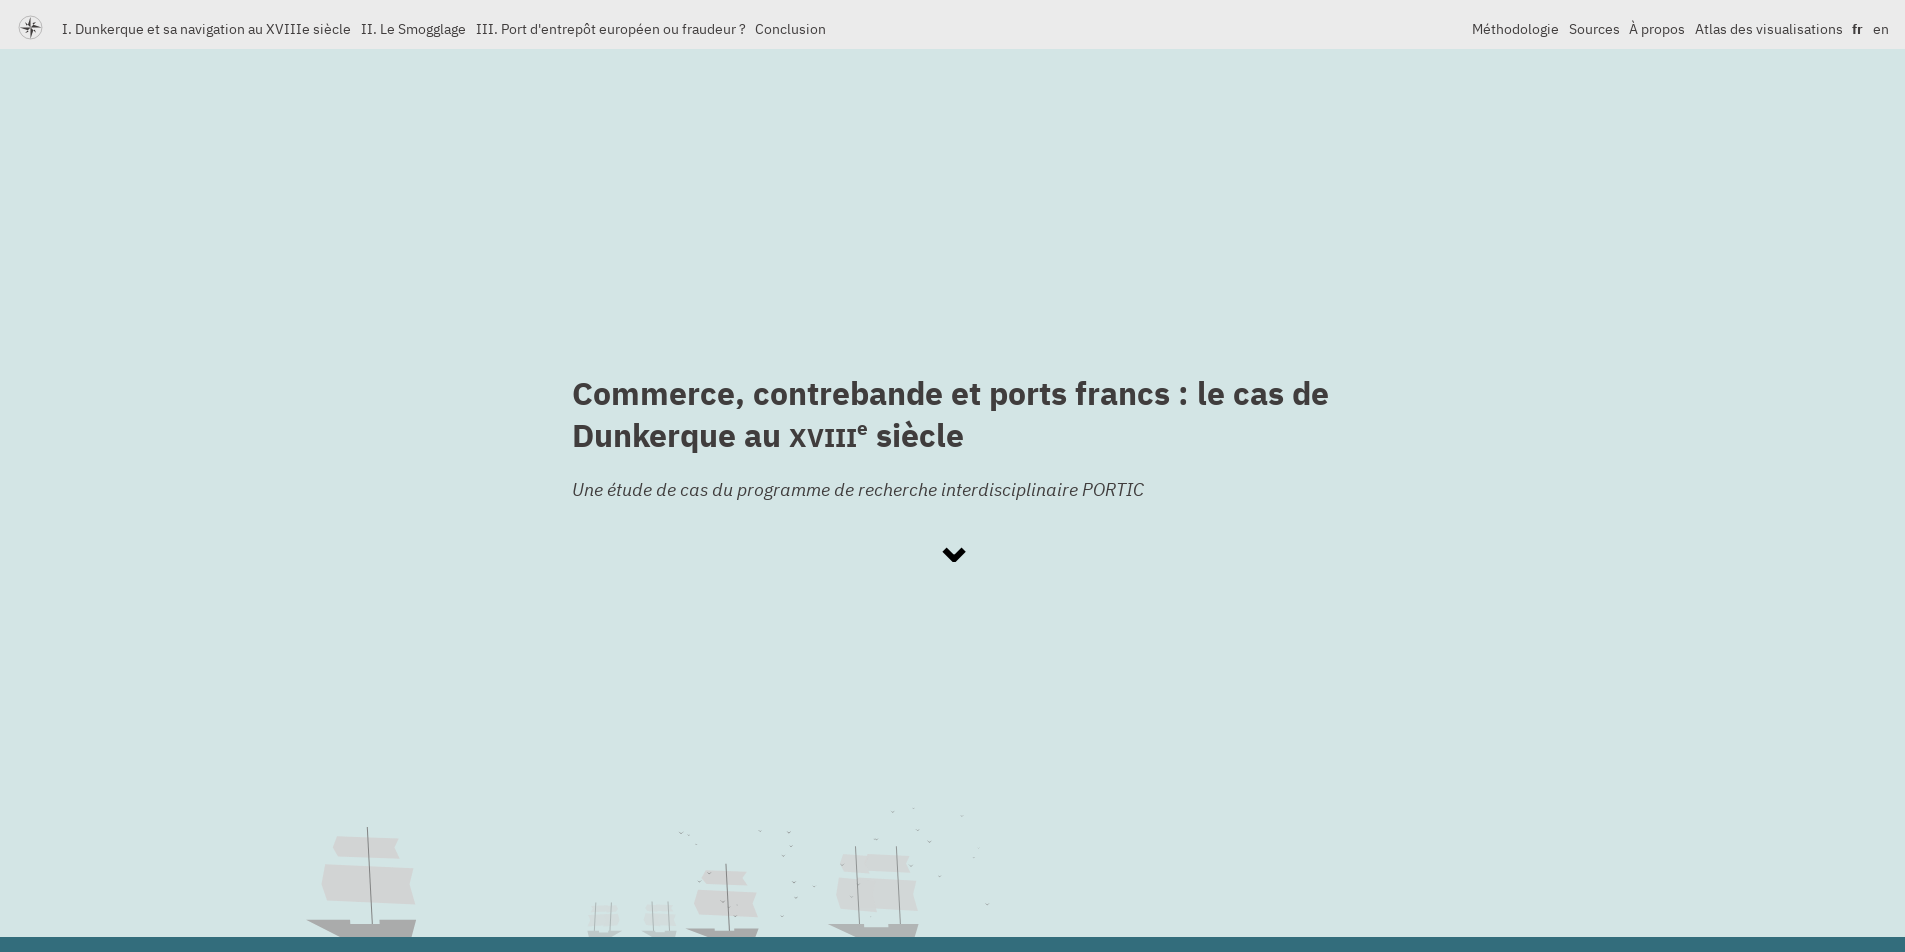 I. Dunkerque et sa navigation au XVIIIe siècle II. Le Smogglage III. Port d'entrepôt européen ou fraudeur ? Conclusion Méthodologie Sources À propos Atlas des visualisations fr en
Commerce, contrebande et ports francs : le cas de
Dunkerque au XVIIIe siècle
Une étude de cas du programme de recherche interdisciplinaire PORTIC